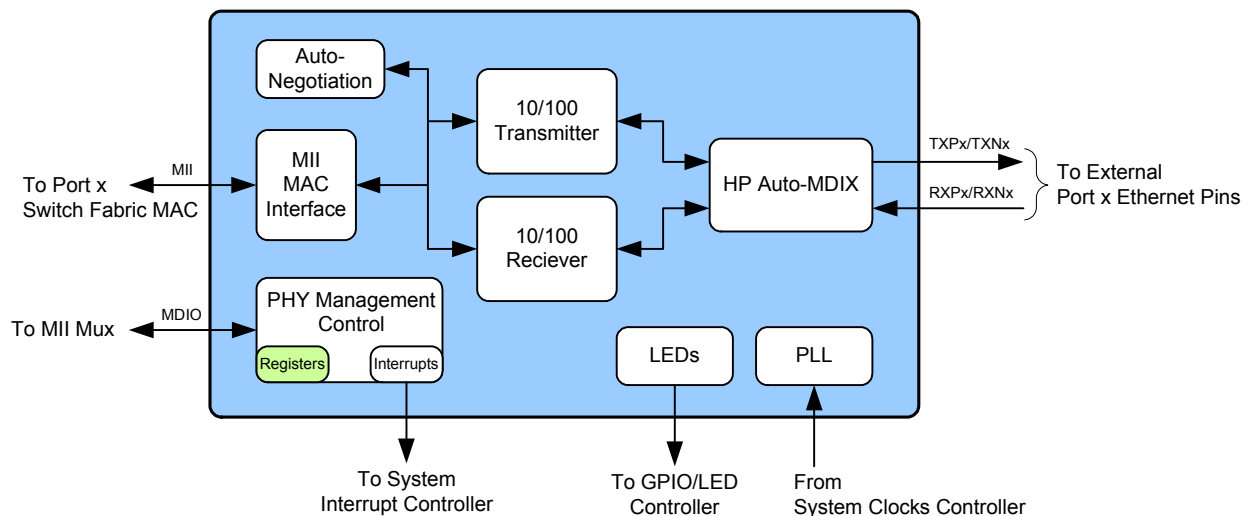 Auto-
Negotiation
10/100
Transmitter
TXPx/TXNx
MII
MII
MAC
Interface
HP Auto-MDIX
To Port x
Switch Fabric MAC
To External
Port x Ethernet Pins
RXPx/RXNx
10/100
Reciever
PHY Management
Control
MDIO
To MII Mux
Registers
Interrupts
LEDs
PLL
To System
Interrupt Controller
To GPIO/LED
Controller
From
System Clocks Controller